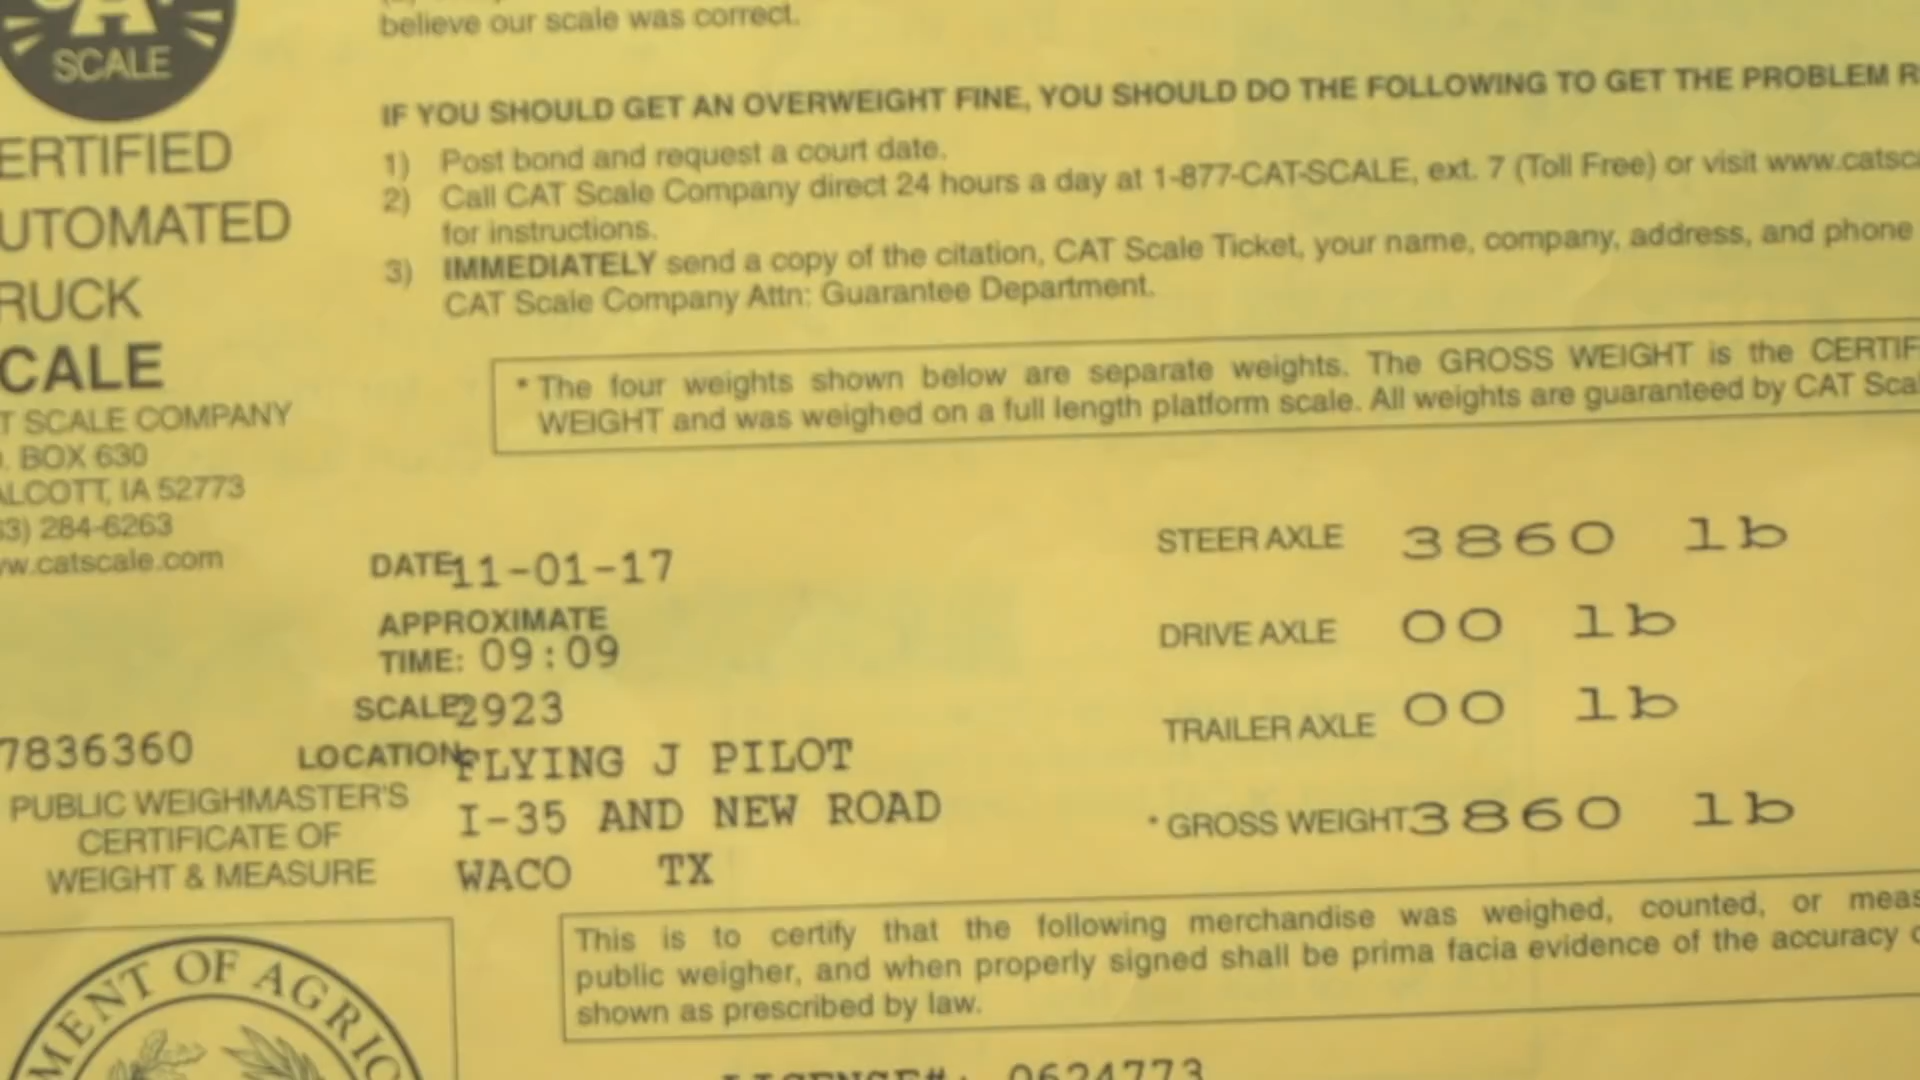 SCALE
ERTIFIED
UTOMATED
RUCK
CALE
T SCALE COMPANY
. BOX 630
ALCOTT, IA 52773
3) 284-6263
w.catscale.com
7836360
PUBLIC WEIGHMASTER'S
CERTIFICATE OF
WEIGHT & MEASURE
MENT OF AGRIC
believe our scale was correct.
IF YOU SHOULD GET AN OVERWEIGHT FINE, YOU SHOULD DO THE FOLLOWING TO GET THE PROBLEM R
1) Post bond and request a court date.
2) Call CAT Scale Company direct 24 hours a day at 1-877-CAT-SCALE, ext. 7 (Toll Free) or visit www.catsca
for instructions.
3) IMMEDIATELY send a copy of the citation, CAT Scale Ticket, your name, company, address, and phone
CAT Scale Company Attn: Guarantee Department.
* The four weights shown below are separate weights. The GROSS WEIGHT is the CERTIF
WEIGHT and was weighed on a full length platform scale. All weights are guaranteed by CAT Scal
DATE 11-01-17
APPROXIMATE
TIME: 09:09
SCALE 2923
LOCATION FLYING J PILOT
I-35 AND NEW ROAD
WACO TX
STEER AXLE 3860 lb
DRIVE AXLE 00 lb
TRAILER AXLE 00 lb
* GROSS WEIGHT 3860 lb
This is to certify that the following merchandise was weighed, counted, or meas
public weigher, and when properly signed shall be prima facia evidence of the accuracy o
shown as prescribed by law.
LICENSE#: 0624773